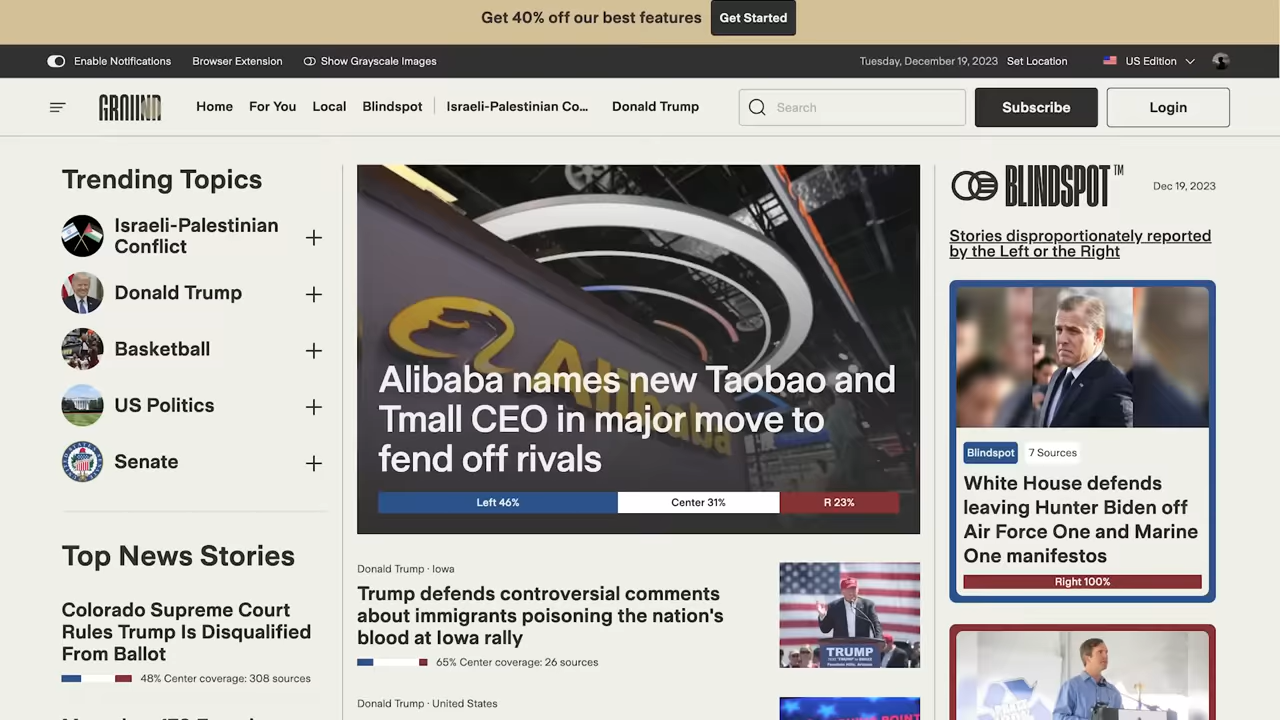 Get 40% off our best features
Get Started
Enable Notifications
Browser Extension
Show Grayscale Images
Tuesday, December 19, 2023
Set Location
US Edition
GROUND
Home
For You
Local
Blindspot
Israeli-Palestinian Co...
Donald Trump
Search
Subscribe
Login
Trending Topics
Israeli-Palestinian
Conflict
Donald Trump
Basketball
US Politics
Senate
Top News Stories
Colorado Supreme Court
Rules Trump Is Disqualified
From Ballot
48% Center coverage: 308 sources
Alibaba
Alibaba names new Taobao and
Tmall CEO in major move to
fend off rivals
Left 46%
Center 31%
R 23%
Donald Trump · Iowa
Trump defends controversial comments
about immigrants poisoning the nation's
blood at Iowa rally
65% Center coverage: 26 sources
TRUMP
Donald Trump · United States
BLINDSPOT™
Dec 19, 2023
Stories disproportionately reported
by the Left or the Right
Blindspot
7 Sources
White House defends
leaving Hunter Biden off
Air Force One and Marine
One manifestos
Right 100%